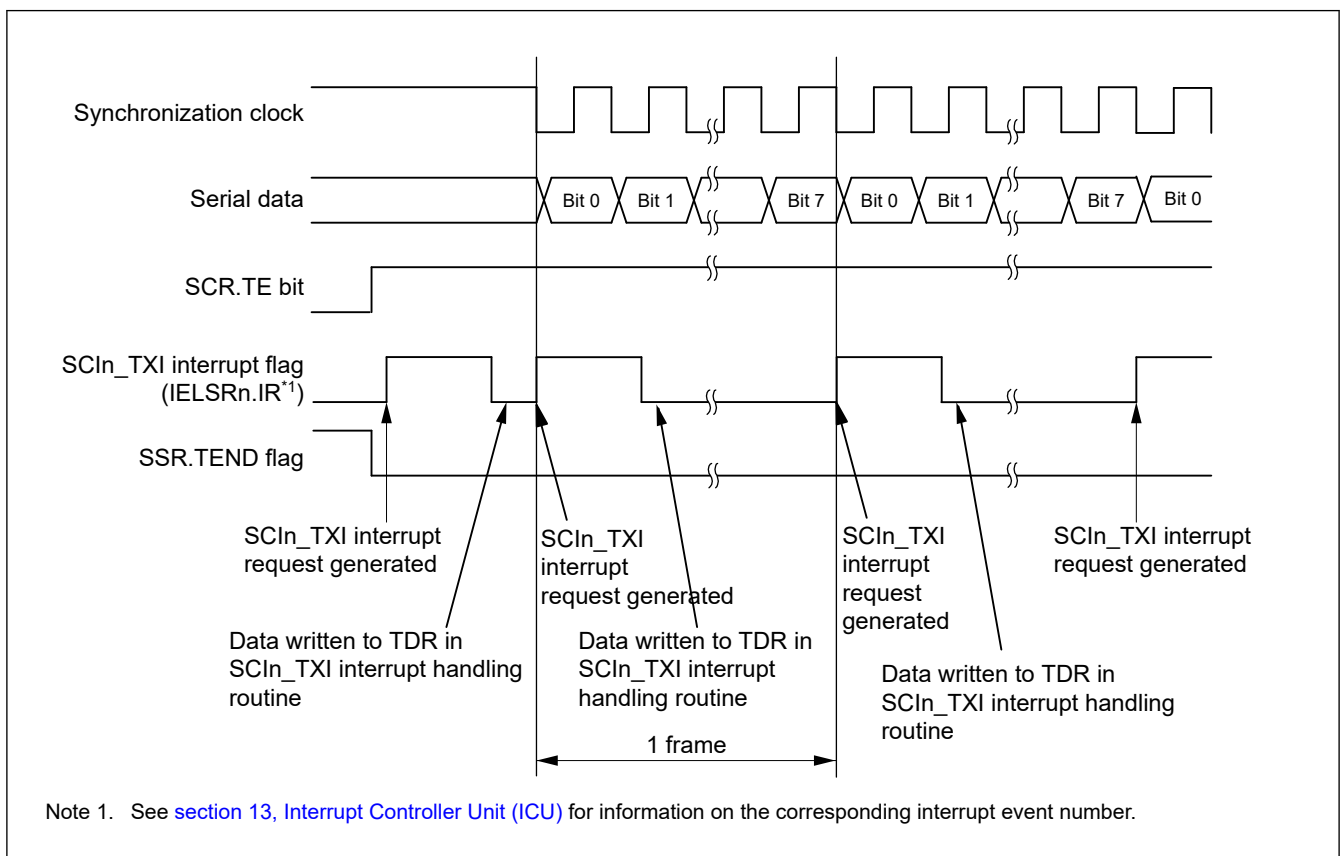 Synchronization clock
Serial data
Bit 0 Bit 1 Bit 7 Bit 0 Bit 1 Bit 7 Bit 0
SCR.TE bit
SCIn_TXI interrupt flag
(IELSRn.IR*1)
SSR.TEND flag
SCIn_TXI interrupt
request generated
SCIn_TXI
interrupt
request generated
SCIn_TXI
interrupt
request
generated
SCIn_TXI interrupt
request generated
Data written to TDR in
SCIn_TXI interrupt handling
routine
Data written to TDR in
SCIn_TXI interrupt
handling routine
Data written to TDR in
SCIn_TXI interrupt handling
routine
1 frame
Note 1. See section 13, Interrupt Controller Unit (ICU) for information on the corresponding interrupt event number.